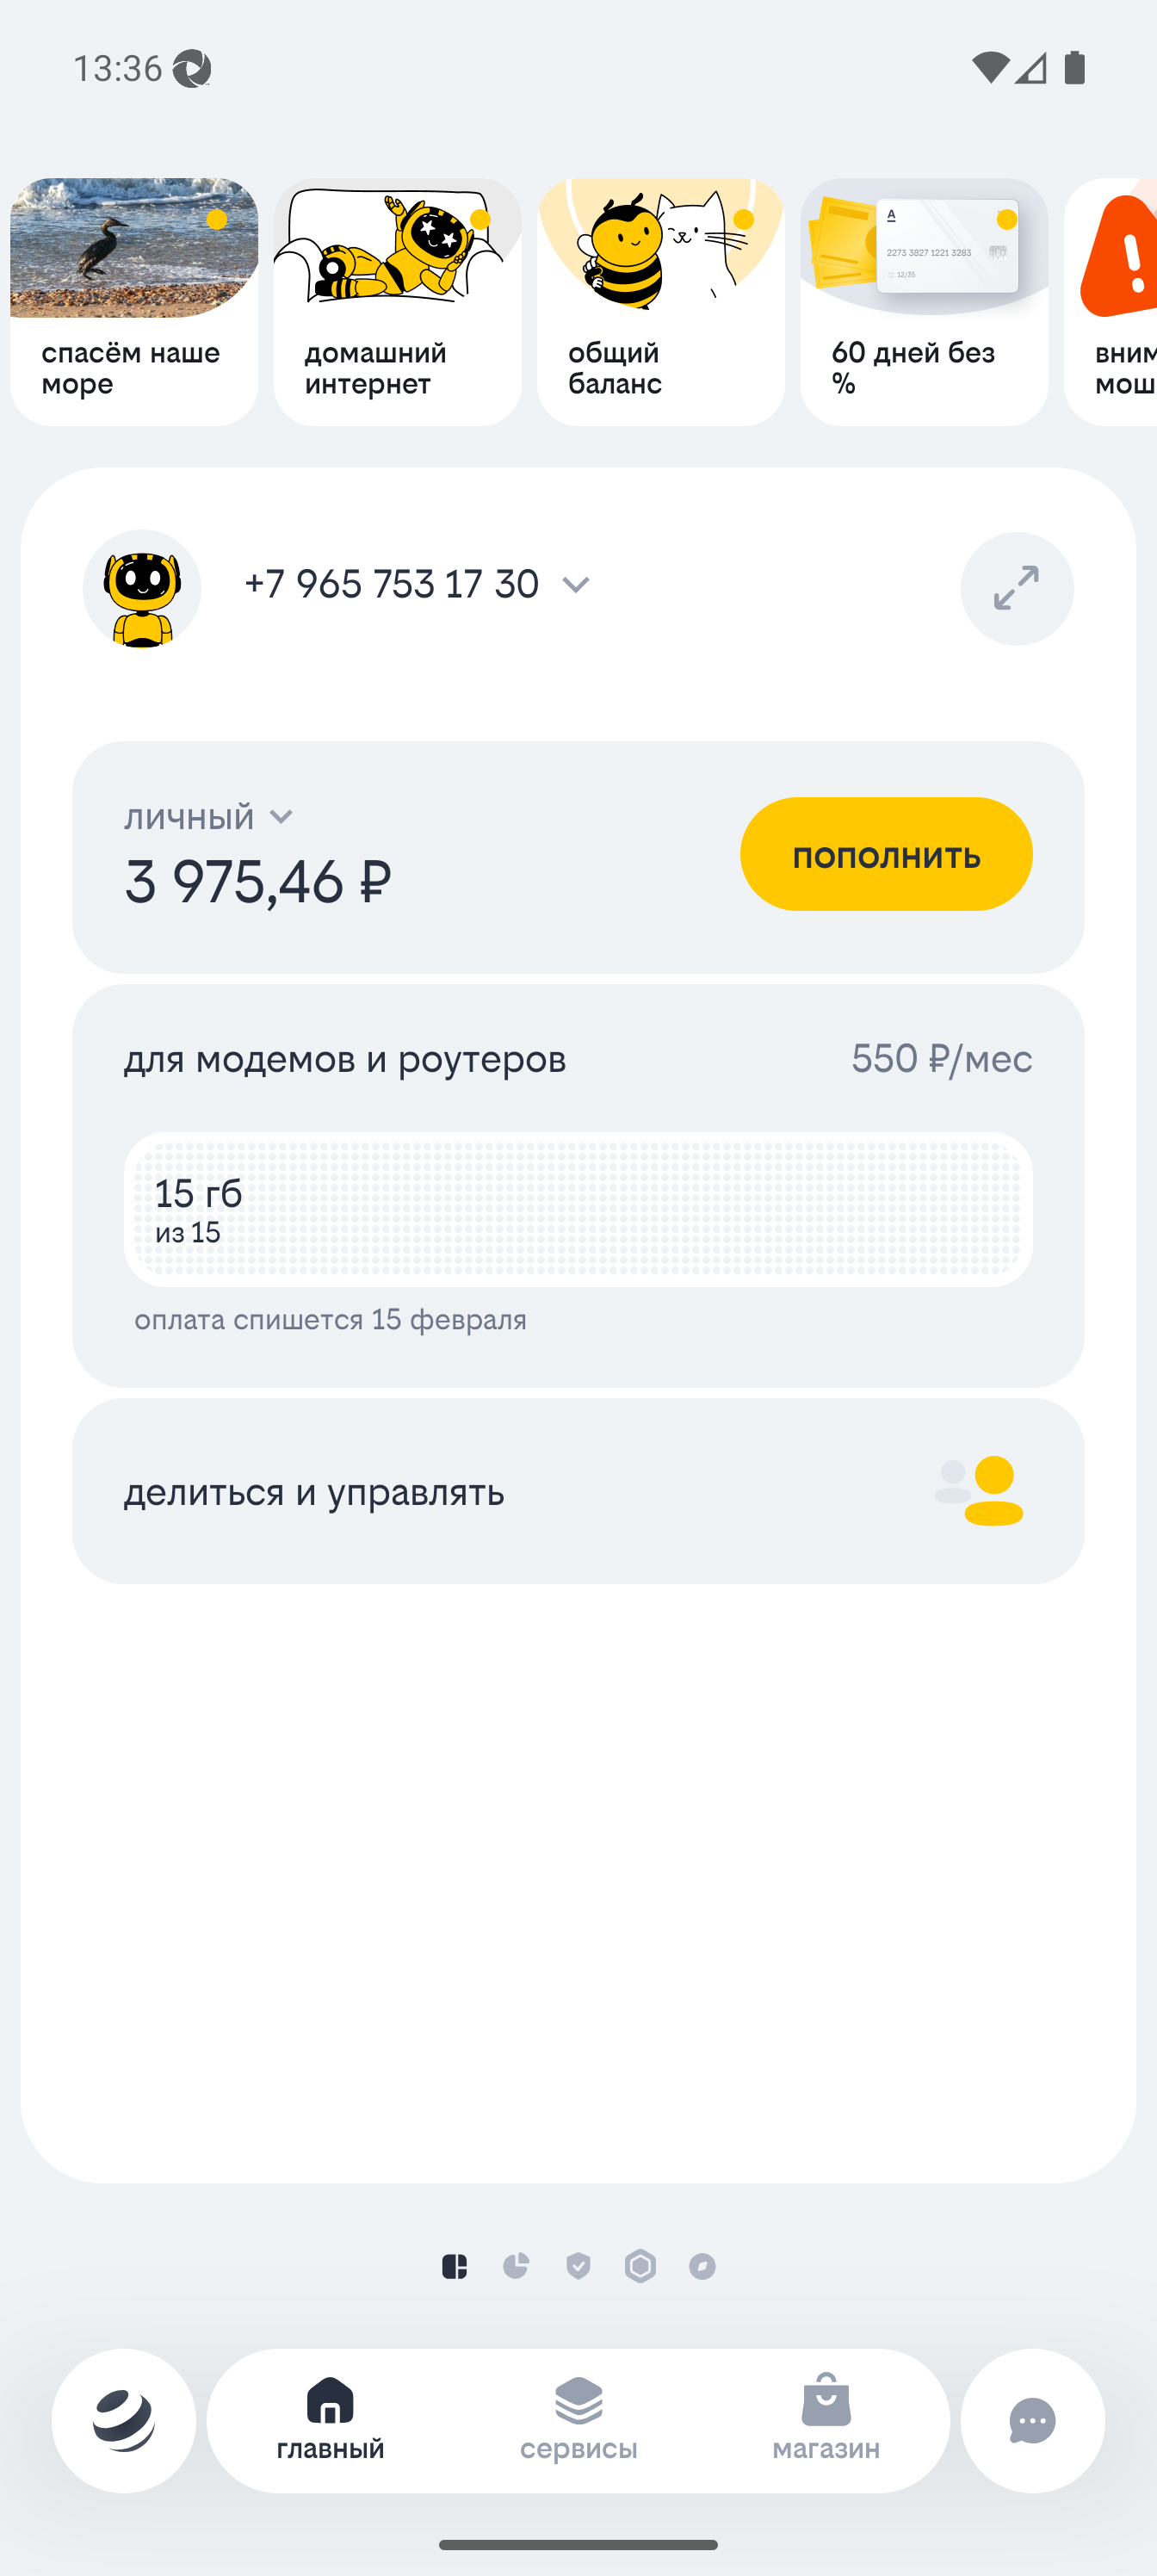 13:36
спасём наше
море
домашний
интернет
общий
баланс
A
2273 3827 1221 3283
12/35
60 дней без
%
вним
мош
+7 965 753 17 30
личный
3 975,46 ₽
пополнить
для модемов и роутеров
550 ₽/мес
15 гб
из 15
оплата спишется 15 февраля
делиться и управлять
главный
сервисы
магазин